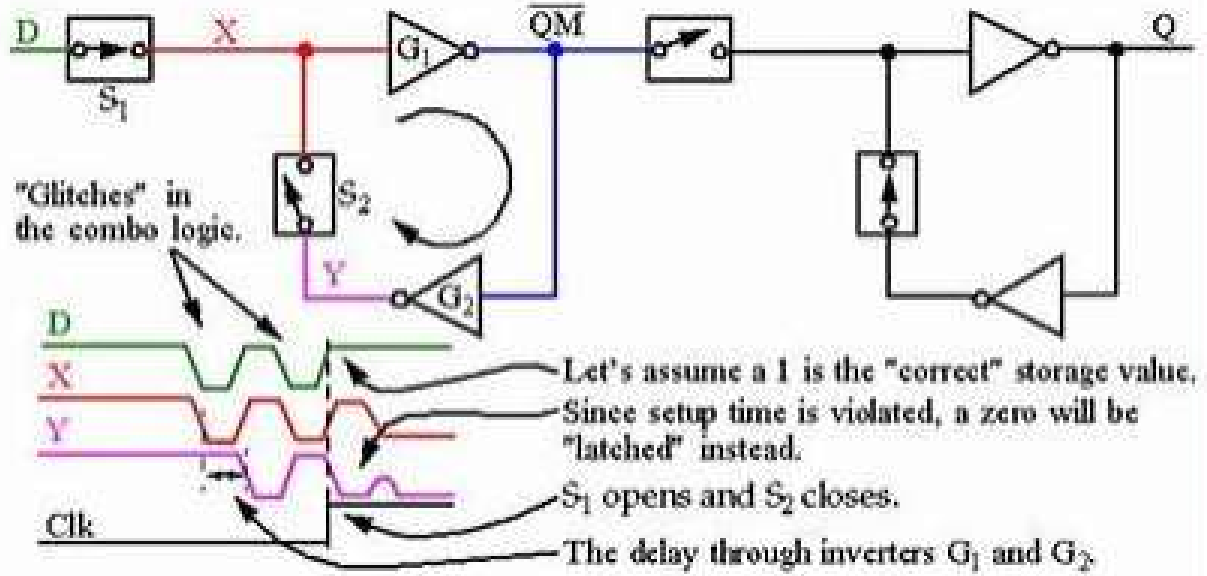 D
X
G1
QM
Q
S1
S2
"Glitches" in
the combo logic.
Y
G2
D
X
Y
Clk
Let's assume a 1 is the "correct" storage value.
Since setup time is violated, a zero will be
"latched" instead.
S1 opens and S2 closes.
The delay through inverters G1 and G2.